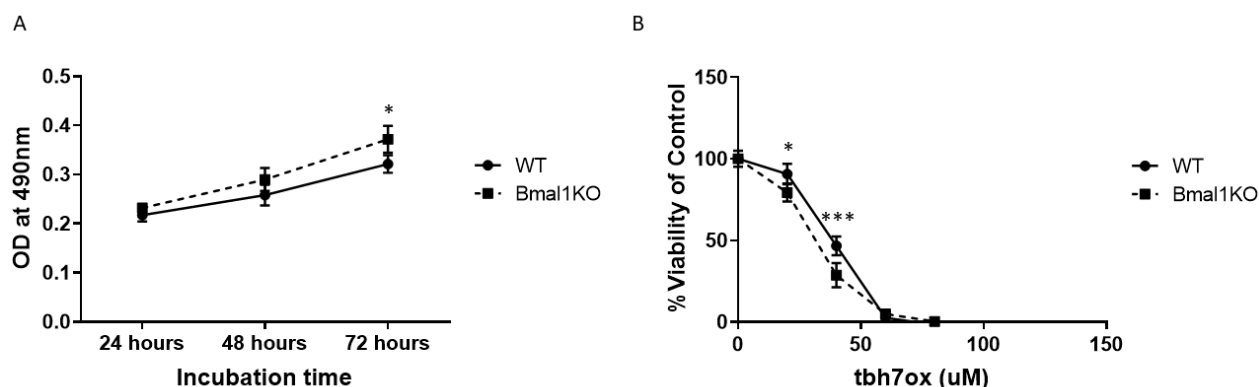 A
B
0.5
0.4
0.3
0.2
0.1
0.0
OD at 490nm
*
24 hours
48 hours
72 hours
Incubation time
WT
Bmal1KO
150
100
50
0
% Viability of Control
*
***
0
50
100
150
tbh7ox (uM)
WT
Bmal1KO